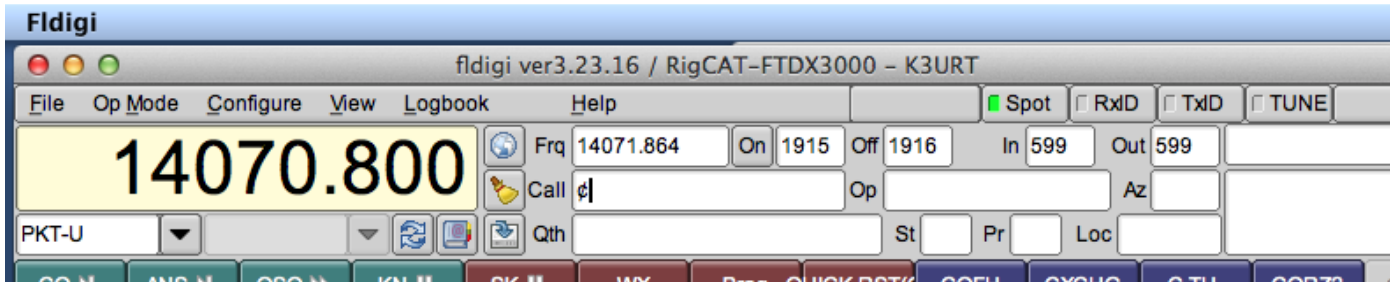 Fldigi
fldigi ver3.23.16 / RigCAT-FTDX3000 - K3URT
File Op Mode Configure View Logbook Help Spot RxID TxID TUNE
14070.800 Frq 14071.864 On 1915 Off 1916 In 599 Out 599
Call ¢ Op Az
PKT-U Qth St Pr Loc